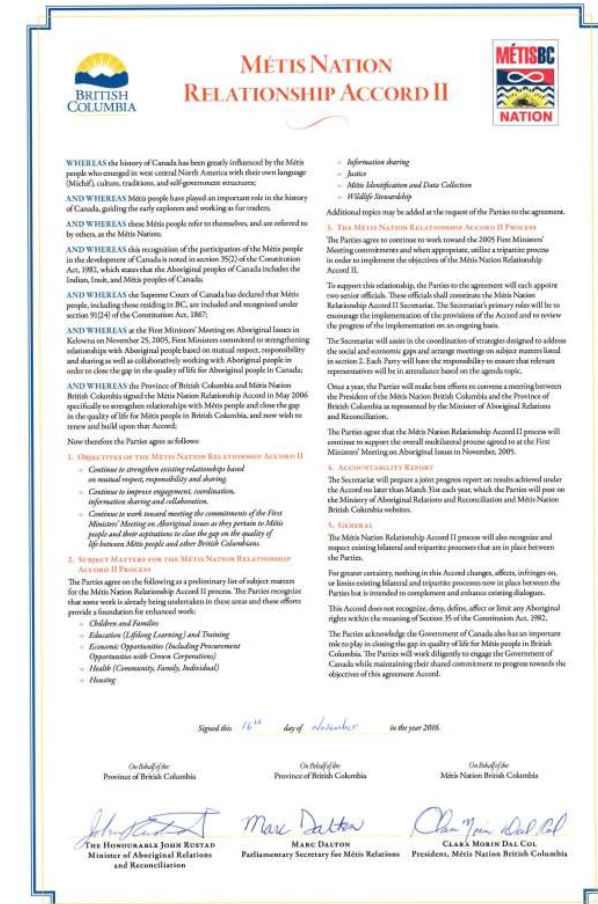 BRITISH
COLUMBIA
MÉTIS NATION
RELATIONSHIP ACCORD II
MÉTISBC
NATION
WHEREAS the history of Canada has been greatly influenced by the Métis
people who emerged in west central North America with their own language
(Michif), culture, traditions, and self-government structures;
AND WHEREAS Métis people have played an important role in the history
of Canada, guiding the early explorers and working as fur traders;
AND WHEREAS these Métis people refer to themselves, and are referred to
by others, as the Métis Nation;
AND WHEREAS this recognition of the participation of the Métis people
in the development of Canada is noted in section 35(2) of the Constitution
Act, 1982, which states that the Aboriginal peoples of Canada includes the
Indian, Inuit, and Métis peoples of Canada;
AND WHEREAS the Supreme Court of Canada has declared that Métis
people, including those residing in BC, are included and recognized under
section 91(24) of the Constitution Act, 1867;
AND WHEREAS at the First Ministers' Meeting on Aboriginal Issues in
Kelowna on November 25, 2005, First Ministers committed to strengthening
relationships with Aboriginal people based on mutual respect, responsibility
and sharing as well as collaboratively working with Aboriginal people in
order to close the gap in the quality of life for Aboriginal people in Canada;
AND WHEREAS the Province of British Columbia and Métis Nation
British Columbia signed the Métis Nation Relationship Accord in May 2006
specifically to strengthen relationships with Métis people and close the gap
in the quality of life for Métis people in British Columbia, and now wish to
renew and build upon that Accord;
Now therefore the Parties agree as follows:
1. OBJECTIVES OF THE MÉTIS NATION RELATIONSHIP ACCORD II
» Continue to strengthen existing relationships based
on mutual respect, responsibility and sharing.
» Continue to improve engagement, coordination,
information sharing and collaboration.
» Continue to work toward meeting the commitments of the First
Ministers' Meeting on Aboriginal issues as they pertain to Métis
people and their aspirations to close the gap on the quality of
life between Métis people and other British Columbians.
2. SUBJECT MATTERS FOR THE MÉTIS NATION RELATIONSHIP
ACCORD II PROCESS
The Parties agree on the following as a preliminary list of subject matters
for the Métis Nation Relationship Accord II process. The Parties recognize
that some work is already being undertaken in these areas and these efforts
provide a foundation for enhanced work:
» Children and Families
» Education (Lifelong Learning) and Training
» Economic Opportunities (Including Procurement
Opportunities with Crown Corporations)
» Health (Community, Family, Individual)
» Housing
» Information sharing
» Justice
» Métis Identification and Data Collection
» Wildlife Stewardship
Additional topics may be added at the request of the Parties to the agreement.
3. THE MÉTIS NATION RELATIONSHIP ACCORD II PROCESS
The Parties agree to continue to work toward the 2005 First Ministers'
Meeting commitments and when appropriate, utilize a tripartite process
in order to implement the objectives of the Métis Nation Relationship
Accord II.
To support this relationship, the Parties to the agreement will each appoint
two senior officials. These officials shall constitute the Métis Nation
Relationship Accord II Secretariat. The Secretariat's primary roles will be to
encourage the implementation of the provisions of the Accord and to review
the progress of the implementation on an ongoing basis.
The Secretariat will assist in the coordination of strategies designed to address
the social and economic gaps and arrange meetings on subject matters listed
in section 2. Each Party will have the responsibility to ensure that relevant
representatives will be in attendance based on the agenda topic.
Once a year, the Parties will make best efforts to convene a meeting between
the President of the Métis Nation British Columbia and the Province of
British Columbia as represented by the Minister of Aboriginal Relations
and Reconciliation.
The Parties agree that the Métis Nation Relationship Accord II process will
continue to support the overall multilateral process agreed to at the First
Ministers' Meeting on Aboriginal Issues in November, 2005.
4. ACCOUNTABILITY REPORT
The Secretariat will prepare a joint progress report on results achieved under
the Accord no later than March 31st each year, which the Parties will post on
the Ministry of Aboriginal Relations and Reconciliation and Métis Nation
British Columbia websites.
5. GENERAL
The Métis Nation Relationship Accord II process will also recognize and
respect existing bilateral and tripartite processes that are in place between
the Parties.
For greater certainty, nothing in this Accord changes, affects, infringes on,
or limits existing bilateral and tripartite processes now in place between the
Parties but is intended to complement and enhance existing dialogues.
This Accord does not recognize, deny, define, affect or limit any Aboriginal
rights within the meaning of Section 35 of the Constitution Act, 1982.
The Parties acknowledge the Government of Canada also has an important
role to play in closing the gap in quality of life for Métis people in British
Columbia. The Parties will work diligently to engage the Government of
Canada while maintaining their shared commitment to progress towards the
objectives of this agreement Accord.
Signed this 16th day of November in the year 2016.
On Behalf of the
Province of British Columbia
On Behalf of the
Province of British Columbia
On Behalf of the
Métis Nation British Columbia
John Rustad
Marc Dalton
Clara Morin Dal Col
THE HONOURABLE JOHN RUSTAD
Minister of Aboriginal Relations
and Reconciliation
MARC DALTON
Parliamentary Secretary for Métis Relations
CLARA MORIN DAL COL
President, Métis Nation British Columbia